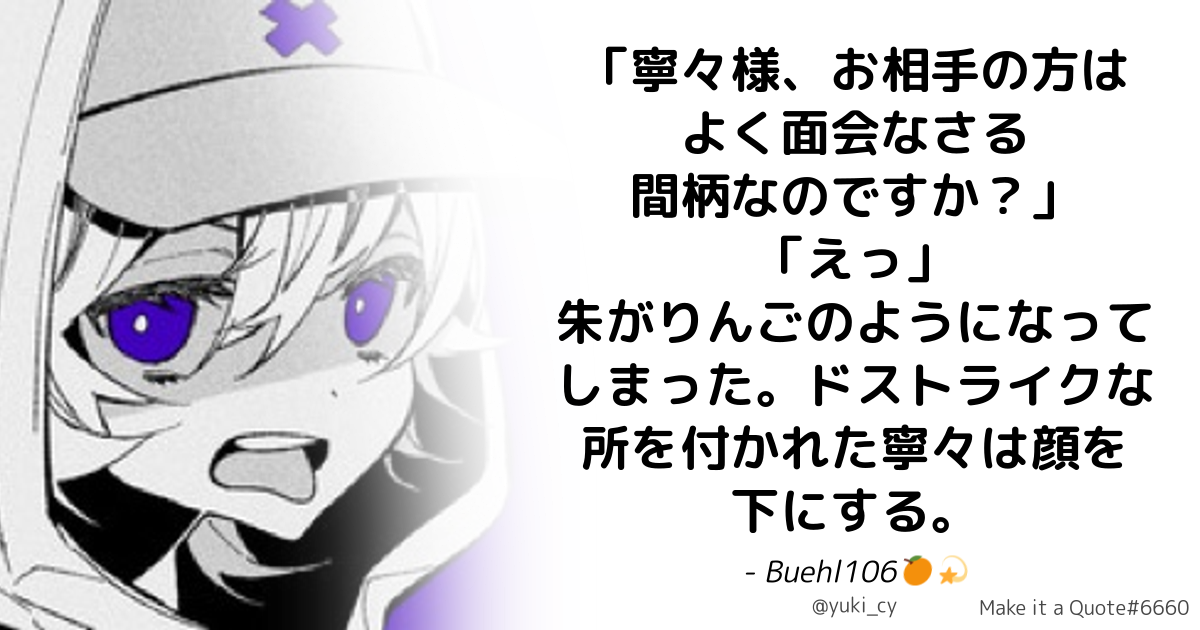 「寧々様、お相手の方は
よく面会なさる
間柄なのですか？」
「えっ」
朱がりんごのようになって
しまった。ドストライクな
所を付かれた寧々は顔を
下にする。
- Buehl106🍊💫
@yuki_cy
Make it a Quote#6660